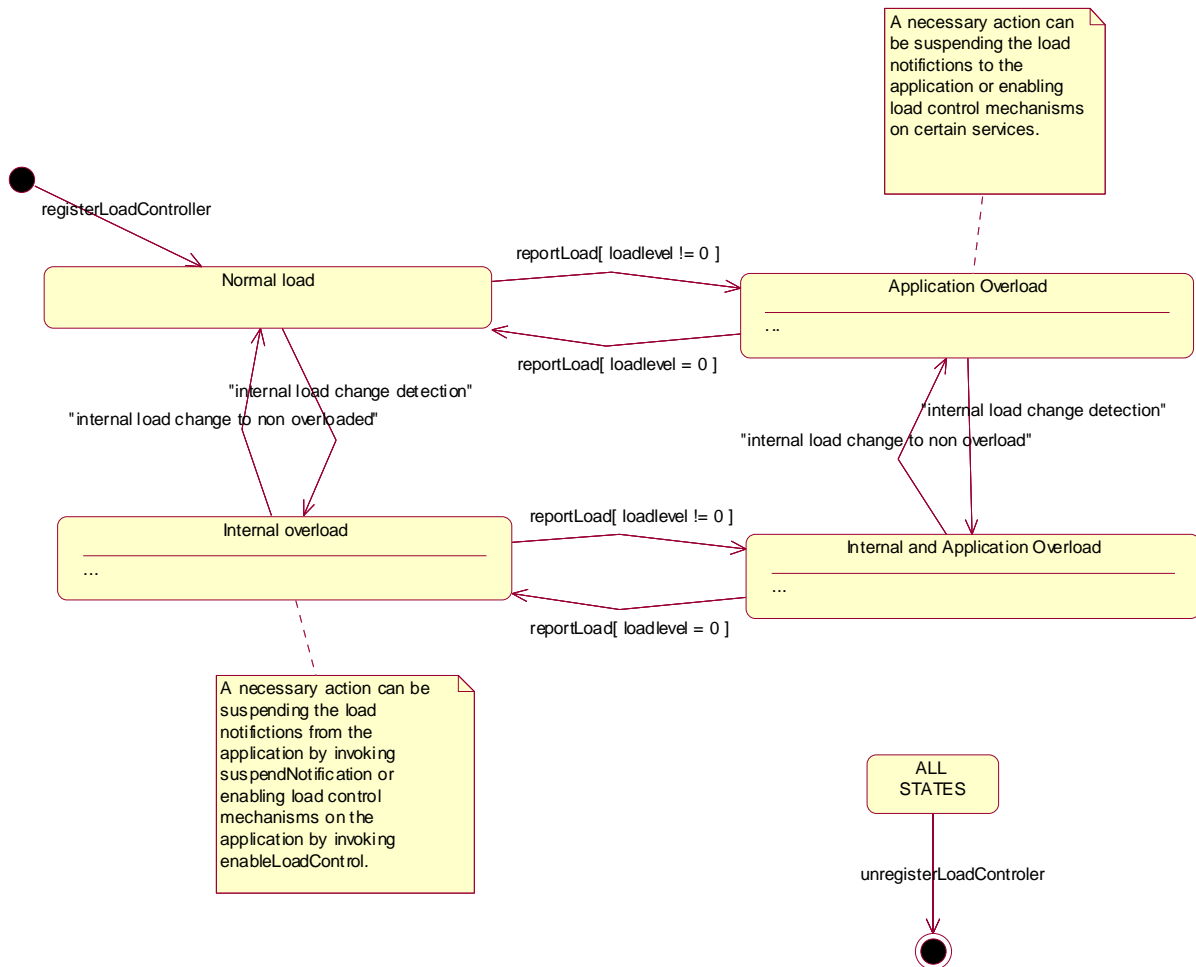 A necessary action can
be suspending the load
notifictions to the
application or enabling
load control mechanisms
on certain services.
registerLoadController
reportLoad[ loadlevel != 0 ]
Normal load
Application Overload
...
reportLoad[ loadlevel = 0 ]
"internal load change detection"
"internal load change to non overloaded"
"internal load change detection"
"internal load change to non overload"
reportLoad[ loadlevel != 0 ]
Internal overload
...
Internal and Application Overload
...
reportLoad[ loadlevel = 0 ]
A necessary action can be
suspending the load
notifictions from the
application by invoking
suspendNotification or
enabling load control
mechanisms on the
application by invoking
enableLoadControl.
ALL
STATES
unregisterLoadControler